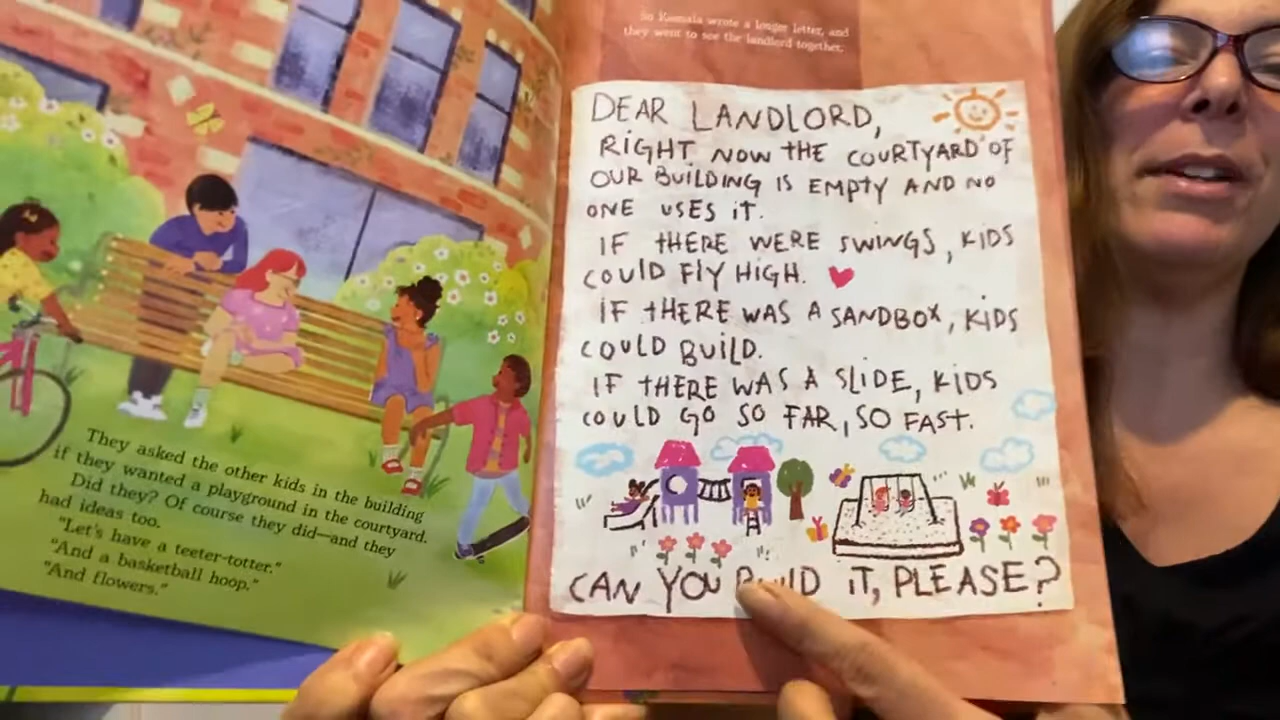 They asked the other kids in the building
if they wanted a playground in the courtyard.
Did they? Of course they did—and they
had ideas too.
"Let's have a teeter-totter."
"And a basketball hoop."
"And flowers."
So Kamala wrote a longer letter, and
they went to see the landlord together.
DEAR LANDLORD,
RIGHT NOW THE COURTYARD OF
OUR BUILDING IS EMPTY AND NO
ONE USES IT.
IF THERE WERE SWINGS, KIDS
COULD FLY HIGH.
IF THERE WAS A SANDBOX, KIDS
COULD BUILD.
IF THERE WAS A SLIDE, KIDS
COULD GO SO FAR, SO FAST.
CAN YOU BUILD IT, PLEASE?